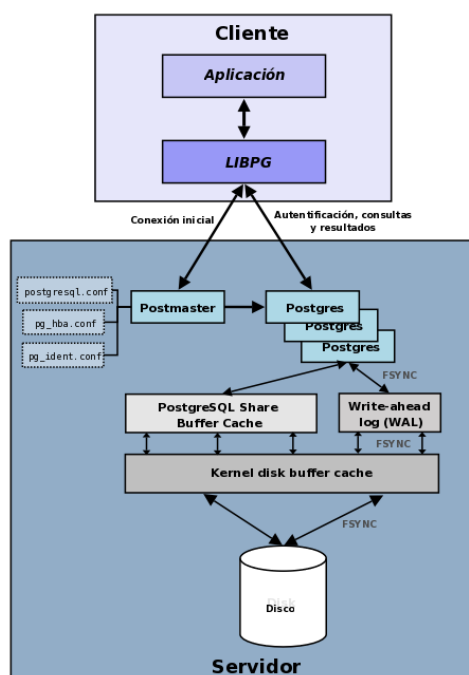 Cliente
Aplicación
LIBPG
Conexión inicial
Autentificación, consultas
y resultados
postgresql.conf
pg_hba.conf
pg_ident.conf
Postmaster
Postgres
Postgres
Postgres
FSYNC
PostgreSQL Share
Buffer Cache
Write-ahead
log (WAL)
FSYNC
Kernel disk buffer cache
FSYNC
Disk
Disco
Servidor